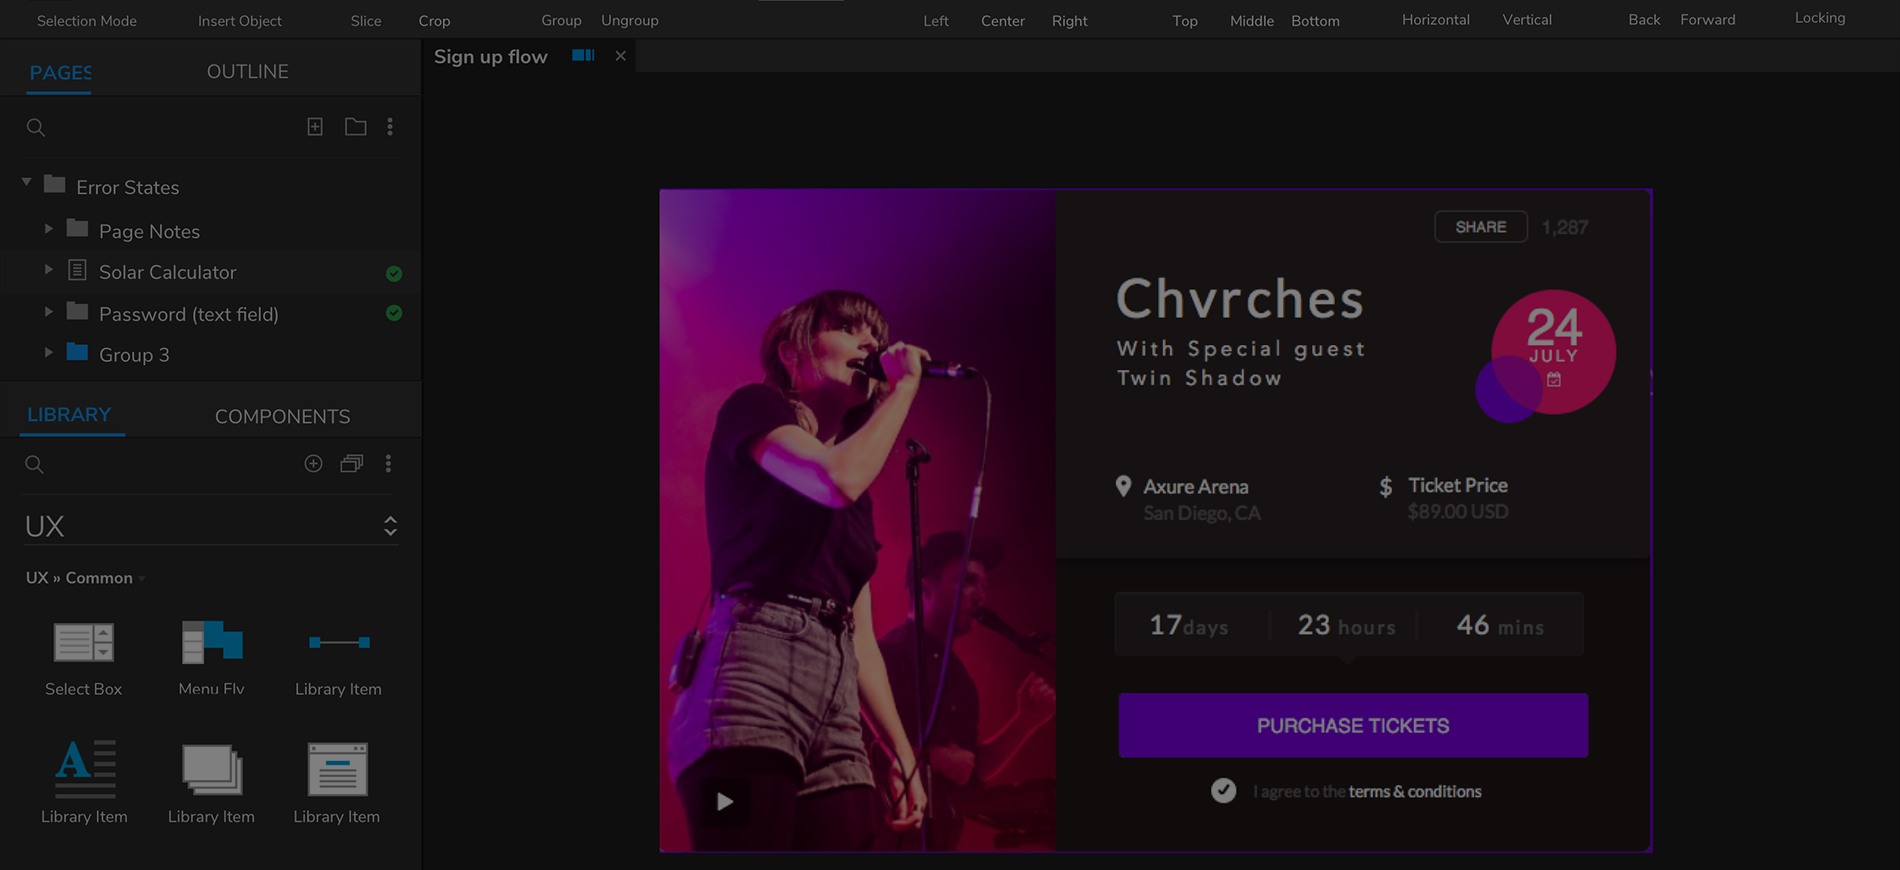 Selection Mode
Insert Object
Slice
Crop
Group
Ungroup
Left
Center
Right
Top
Middle
Bottom
Horizontal
Vertical
Back
Forward
Locking
PAGES
OUTLINE
Sign up flow
Error States
Page Notes
Solar Calculator
Password (text field)
Group 3
LIBRARY
COMPONENTS
UX
UX » Common
Select Box
Menu Fly
Library Item
Library Item
Library Item
Library Item
SHARE 1,287
Chvrches
With Special guest
Twin Shadow
24
JULY
Axure Arena
San Diego, CA
$ Ticket Price
$89.00 USD
17days
23 hours
46 mins
PURCHASE TICKETS
I agree to the terms & conditions